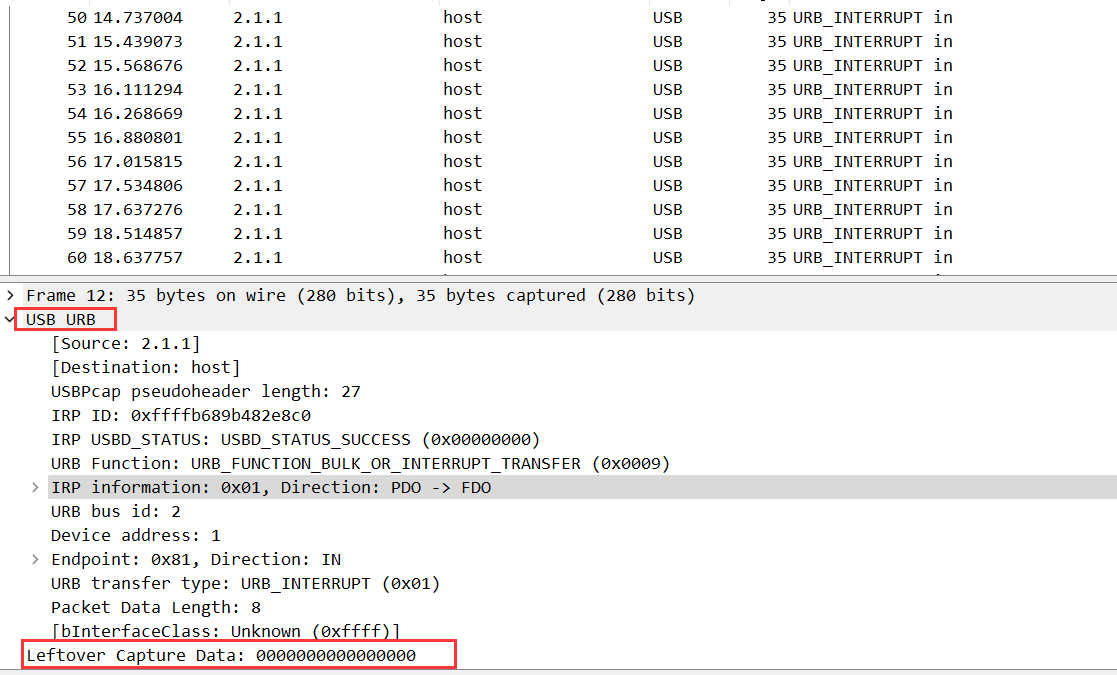 50 14.737004 2.1.1 host USB 35 URB_INTERRUPT in
51 15.439073 2.1.1 host USB 35 URB_INTERRUPT in
52 15.568676 2.1.1 host USB 35 URB_INTERRUPT in
53 16.111294 2.1.1 host USB 35 URB_INTERRUPT in
54 16.268669 2.1.1 host USB 35 URB_INTERRUPT in
55 16.880801 2.1.1 host USB 35 URB_INTERRUPT in
56 17.015815 2.1.1 host USB 35 URB_INTERRUPT in
57 17.534806 2.1.1 host USB 35 URB_INTERRUPT in
58 17.637276 2.1.1 host USB 35 URB_INTERRUPT in
59 18.514857 2.1.1 host USB 35 URB_INTERRUPT in
60 18.637757 2.1.1 host USB 35 URB_INTERRUPT in
Frame 12: 35 bytes on wire (280 bits), 35 bytes captured (280 bits)
USB URB
[Source: 2.1.1]
[Destination: host]
USBPcap pseudoheader length: 27
IRP ID: 0xffffb689b482e8c0
IRP USBD_STATUS: USBD_STATUS_SUCCESS (0x00000000)
URB Function: URB_FUNCTION_BULK_OR_INTERRUPT_TRANSFER (0x0009)
IRP information: 0x01, Direction: PDO -> FDO
URB bus id: 2
Device address: 1
Endpoint: 0x81, Direction: IN
URB transfer type: URB_INTERRUPT (0x01)
Packet Data Length: 8
[bInterfaceClass: Unknown (0xffff)]
Leftover Capture Data: 0000000000000000